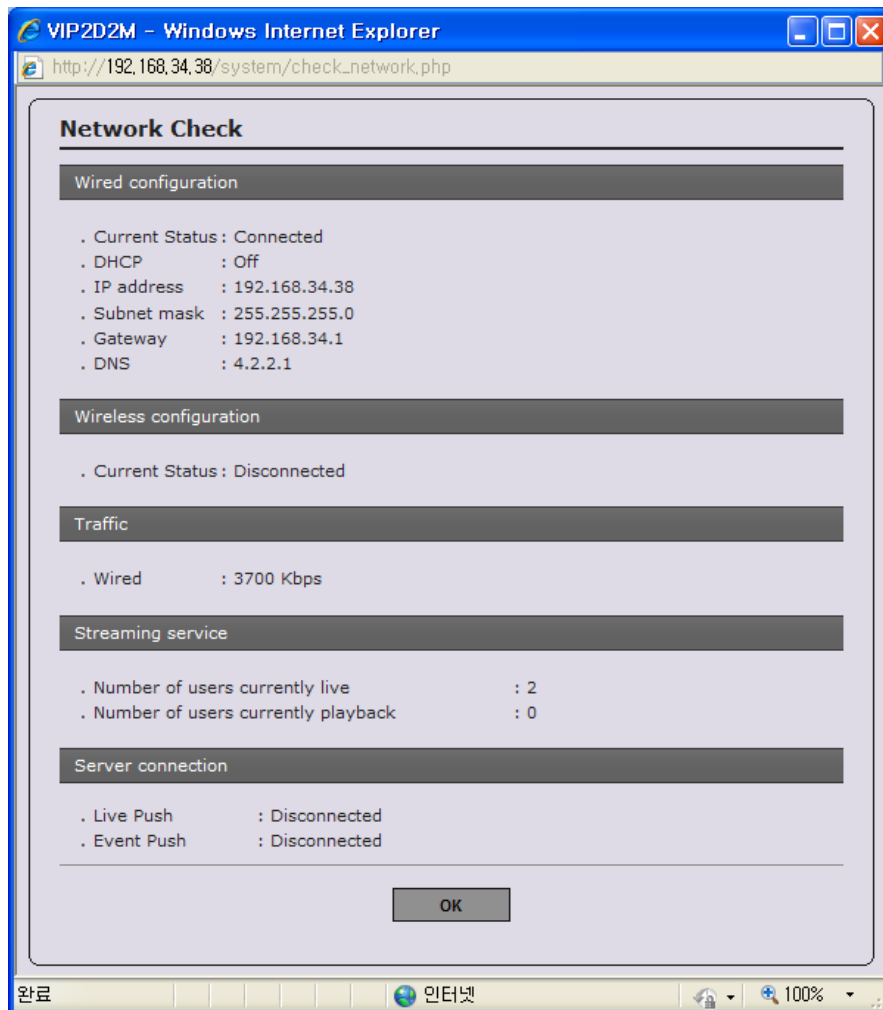 VIP2D2M - Windows Internet Explorer
http://192.168.34.38/system/check_network.php
Network Check
Wired configuration
. Current Status : Connected
. DHCP : Off
. IP address : 192.168.34.38
. Subnet mask : 255.255.255.0
. Gateway : 192.168.34.1
. DNS : 4.2.2.1
Wireless configuration
. Current Status : Disconnected
Traffic
. Wired : 3700 Kbps
Streaming service
. Number of users currently live : 2
. Number of users currently playback : 0
Server connection
. Live Push : Disconnected
. Event Push : Disconnected
OK
완료 인터넷 100%